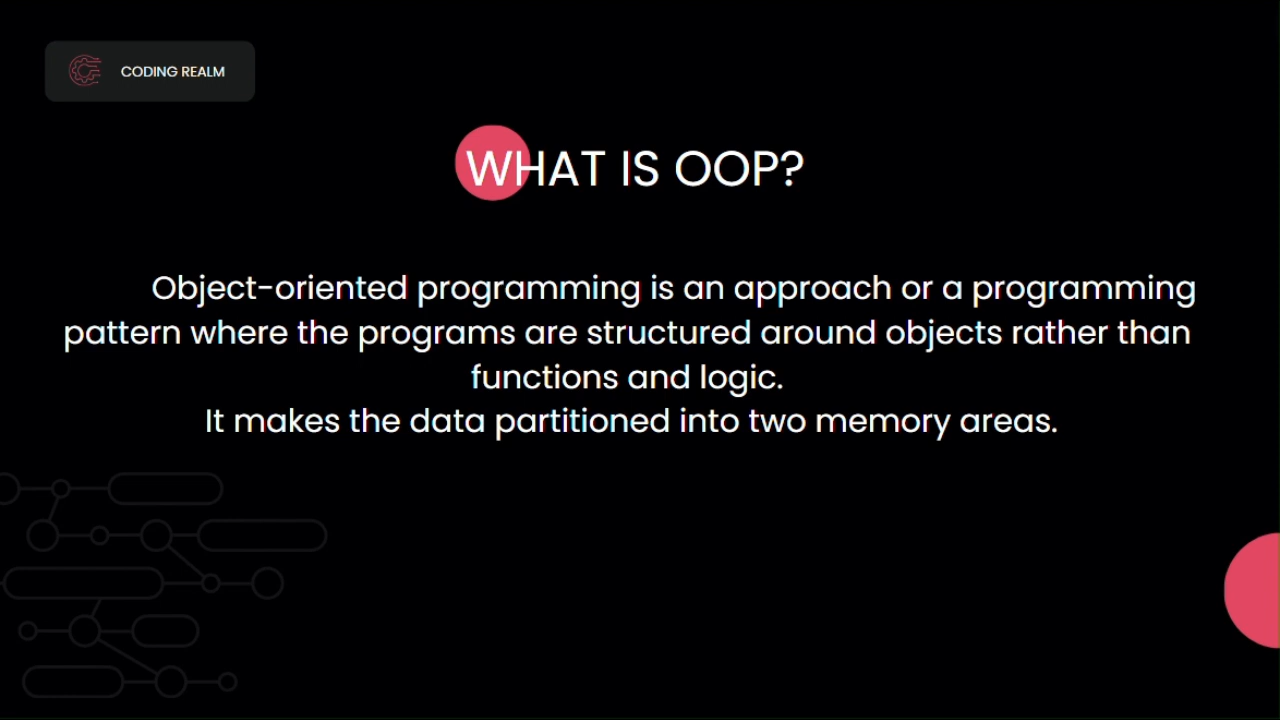 CODING REALM
WHAT IS OOP?
Object-oriented programming is an approach or a programming
pattern where the programs are structured around objects rather than
functions and logic.
It makes the data partitioned into two memory areas.